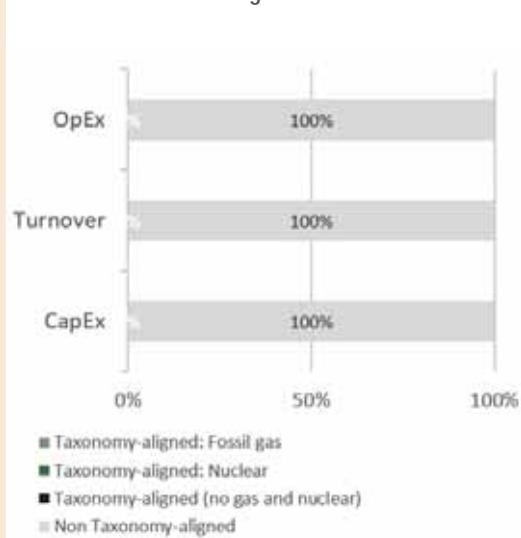 OpEx 100%
Turnover 100%
CapEx 100%
0% 50% 100%
Taxonomy-aligned: Fossil gas
Taxonomy-aligned: Nuclear
Taxonomy-aligned (no gas and nuclear)
Non Taxonomy-aligned